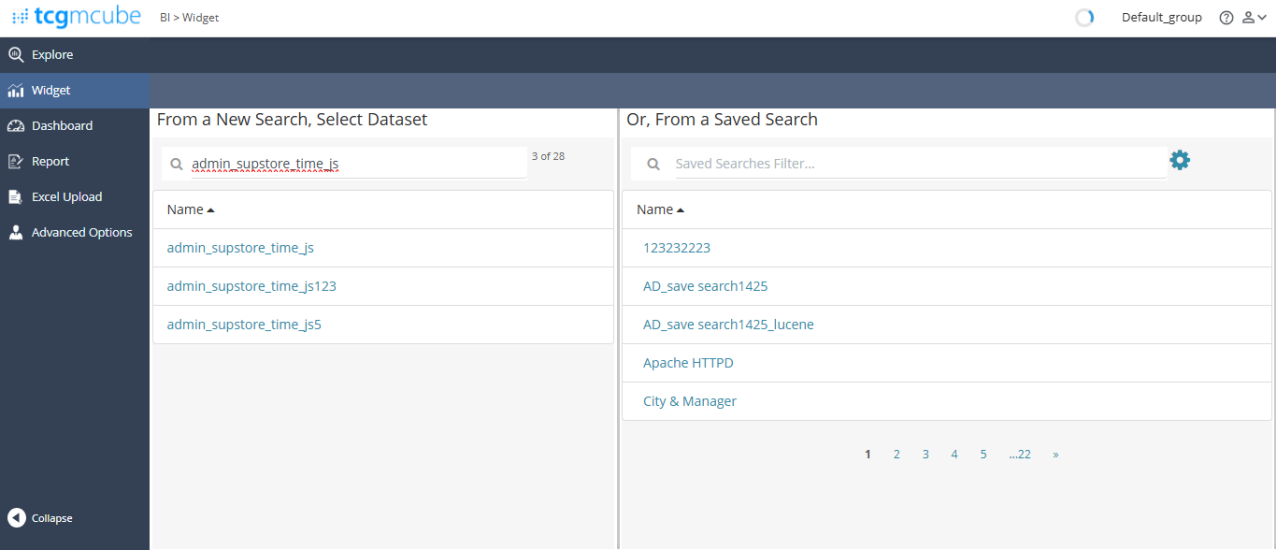 tcgmcube
BI > Widget
Default_group
Explore
Widget
Dashboard
Report
Excel Upload
Advanced Options
Collapse
From a New Search, Select Dataset
admin_supstore_time_js
3 of 28
Name
admin_supstore_time_js
admin_supstore_time_js123
admin_supstore_time_js5
Or, From a Saved Search
Saved Searches Filter...
Name
123232223
AD_save search1425
AD_save search1425_lucene
Apache HTTPD
City & Manager
1 2 3 4 5 ...22 »